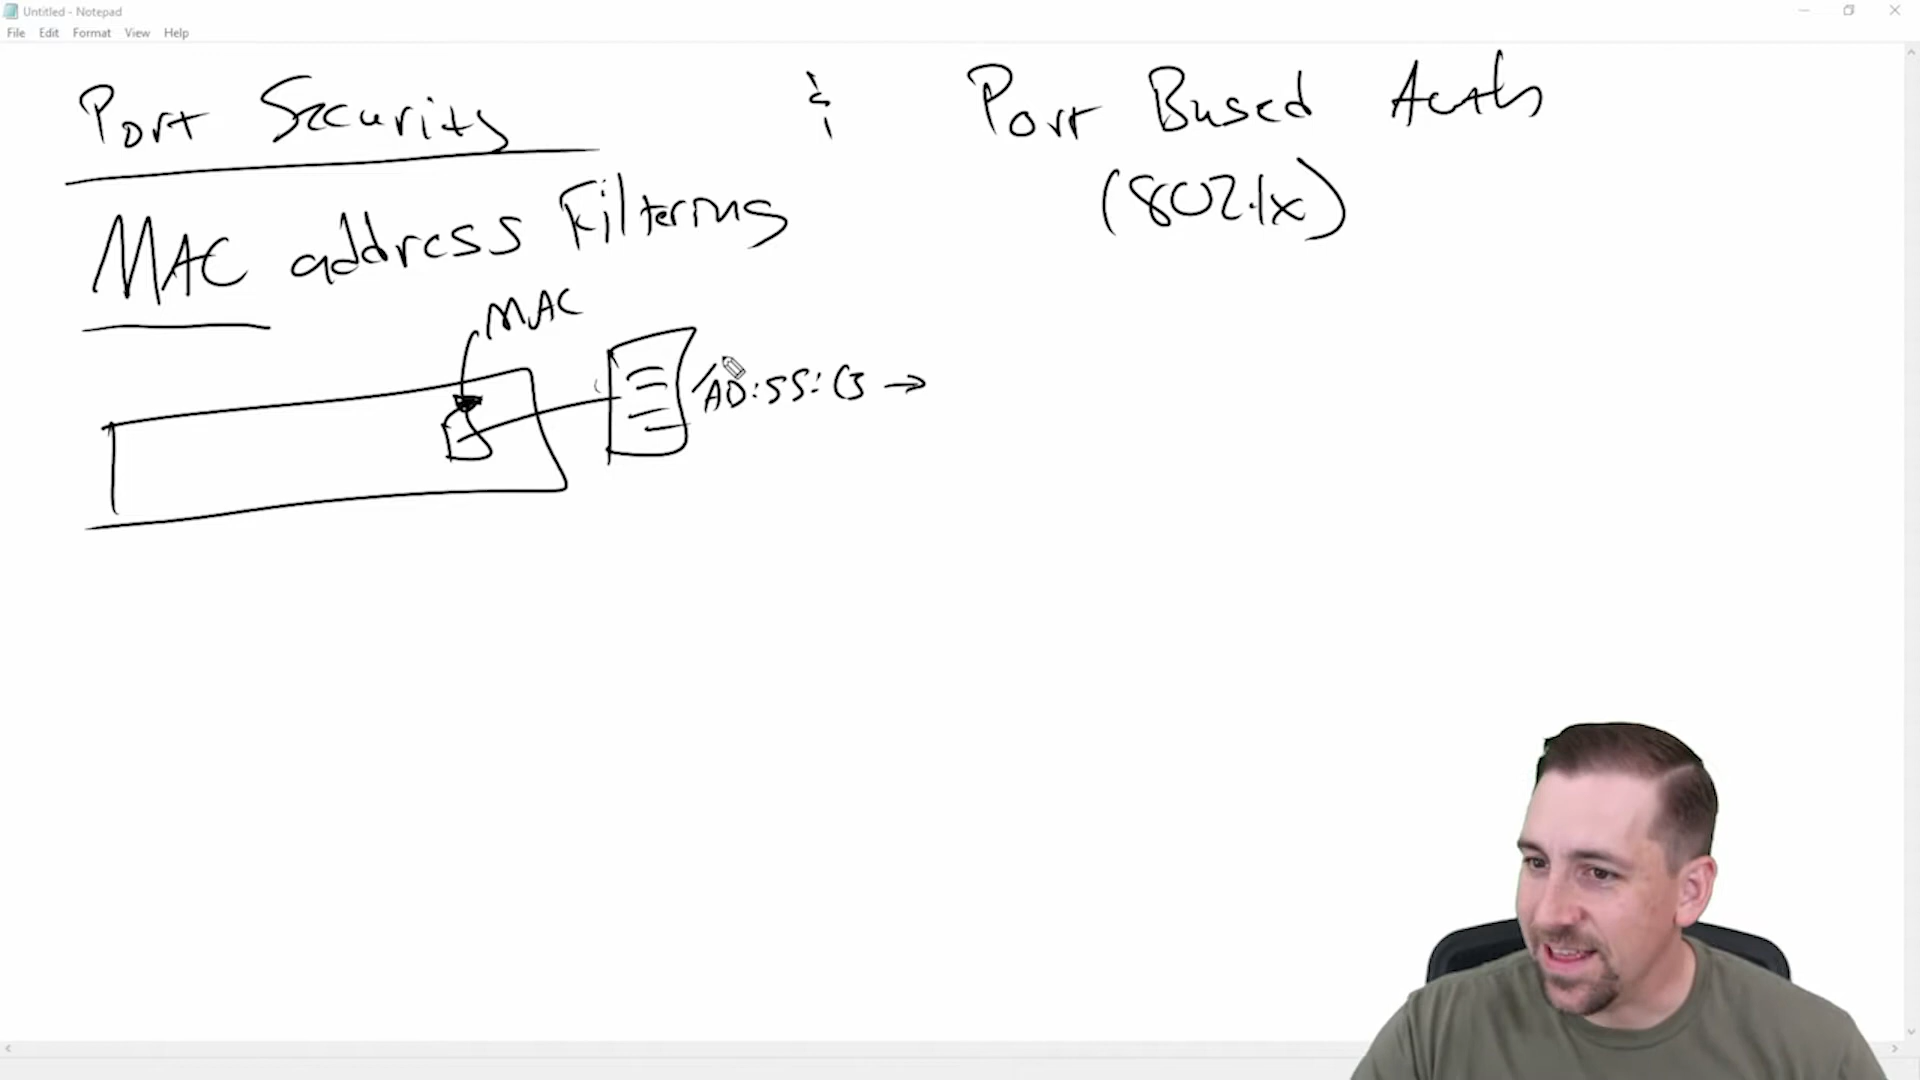 Untitled - Notepad
File Edit Format View Help
Port Security & Port Based Auth
(802.1x)
MAC address Filtering
MAC
AD:55:C3 →